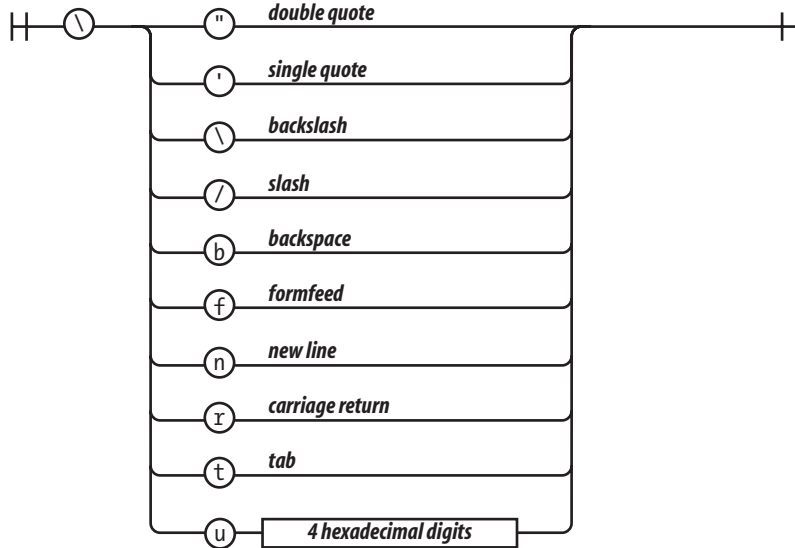 \ " double quote
' single quote
\ backslash
/ slash
b backspace
f formfeed
n new line
r carriage return
t tab
u 4 hexadecimal digits